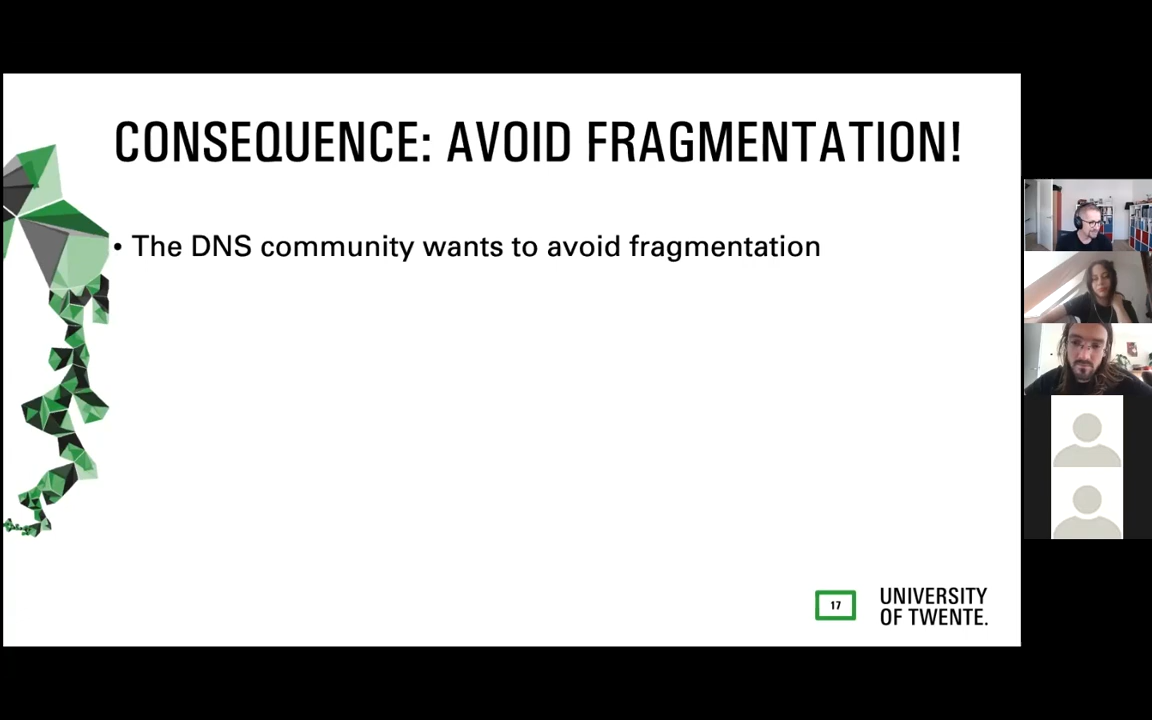 CONSEQUENCE: AVOID FRAGMENTATION!
• The DNS community wants to avoid fragmentation
17
UNIVERSITY
OF TWENTE.